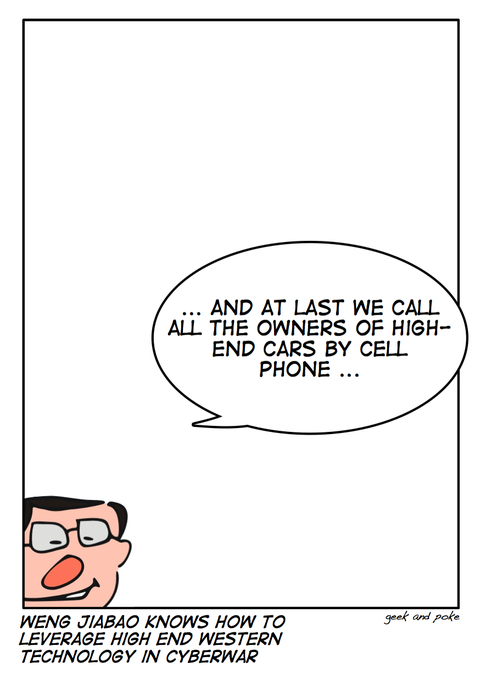 ... AND AT LAST WE CALL
ALL THE OWNERS OF HIGH-
END CARS BY CELL
PHONE ...
geek and poke
WENG JIABAO KNOWS HOW TO
LEVERAGE HIGH END WESTERN
TECHNOLOGY IN CYBERWAR